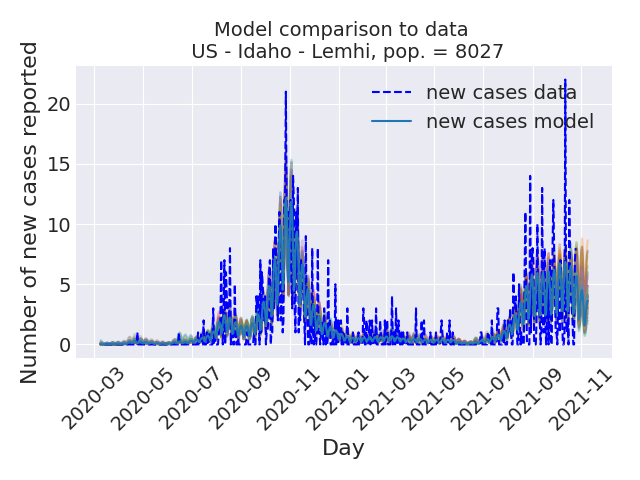 Model comparison to data
US - Idaho - Lemhi, pop. = 8027
Number of new cases reported
20
15
10
5
0
new cases data
new cases model
2020-03
2020-05
2020-07
2020-09
2020-11
2021-01
2021-03
2021-05
2021-07
2021-09
2021-11
Day